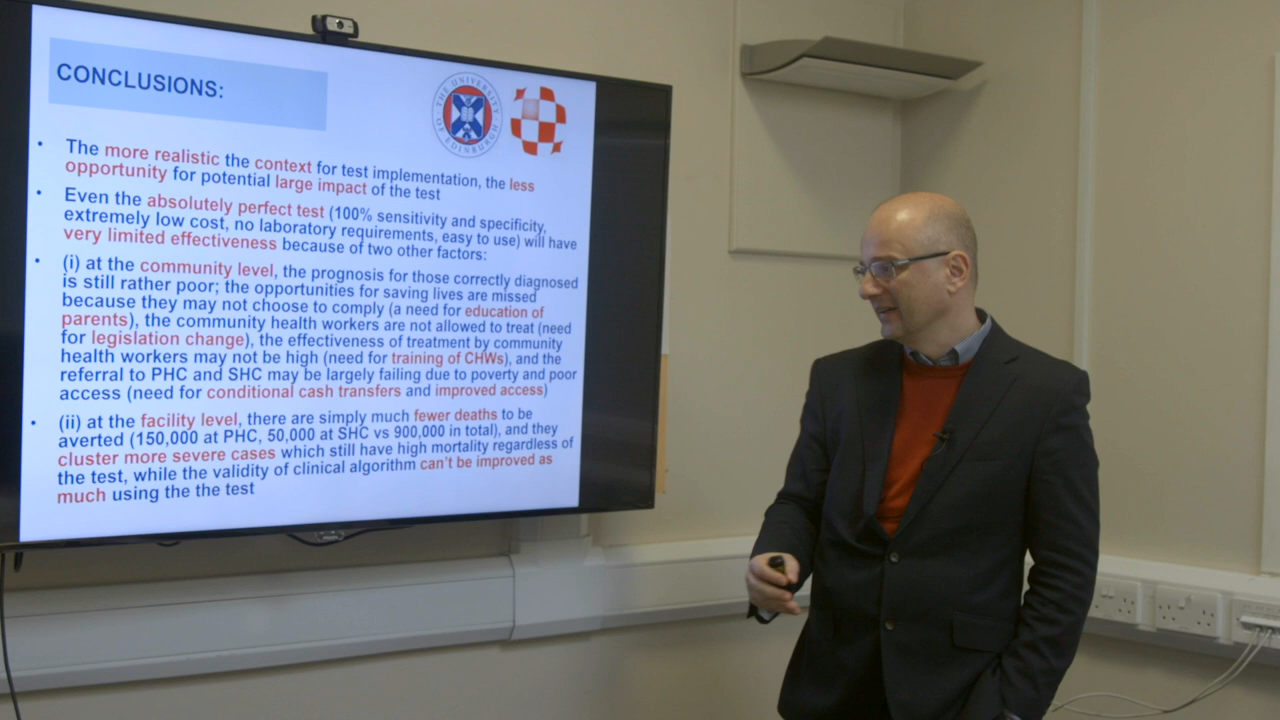 CONCLUSIONS:
THE UNIVERSITY
OF EDINBURGH
• The more realistic the context for test implementation, the less
opportunity for potential large impact of the test
• Even the absolutely perfect test (100% sensitivity and specificity,
extremely low cost, no laboratory requirements, easy to use) will have
very limited effectiveness because of two other factors:
• (i) at the community level, the prognosis for those correctly diagnosed
is still rather poor; the opportunities for saving lives are missed
because they may not choose to comply (a need for education of
parents), the community health workers are not allowed to treat (need
for legislation change), the effectiveness of treatment by community
health workers may not be high (need for training of CHWs), and the
referral to PHC and SHC may be largely failing due to poverty and poor
access (need for conditional cash transfers and improved access)
• (ii) at the facility level, there are simply much fewer deaths to be
averted (150,000 at PHC, 50,000 at SHC vs 900,000 in total), and they
cluster more severe cases which still have high mortality regardless of
the test, while the validity of clinical algorithm can't be improved as
much using the the test